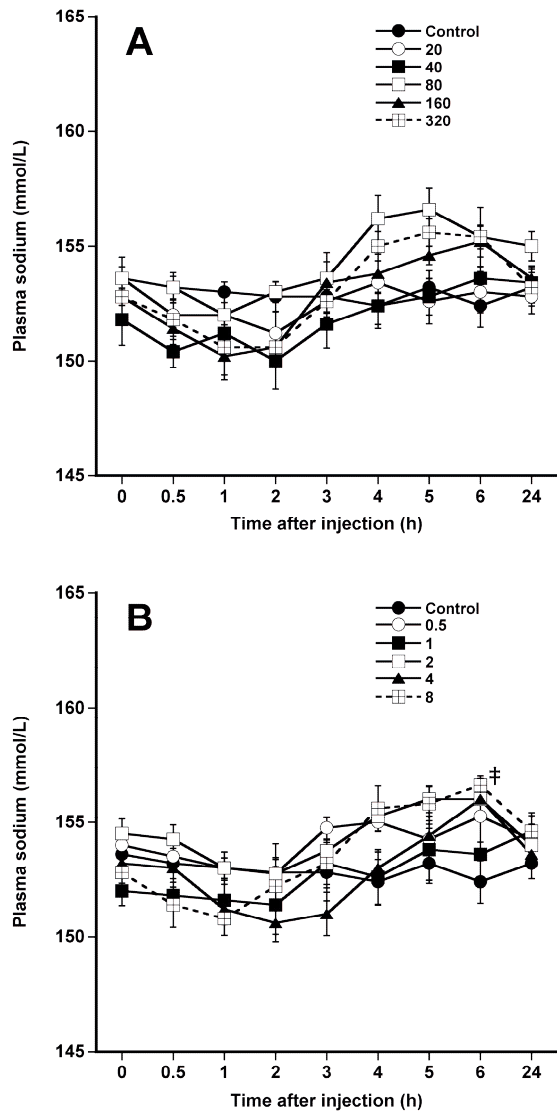 A
Control
20
40
80
160
320
165
160
155
150
145
Plasma sodium (mmol/L)
0 0.5 1 2 3 4 5 6 24
Time after injection (h)
B
Control
0.5
1
2
4
8
165
160
155
150
145
Plasma sodium (mmol/L)
‡
0 0.5 1 2 3 4 5 6 24
Time after injection (h)